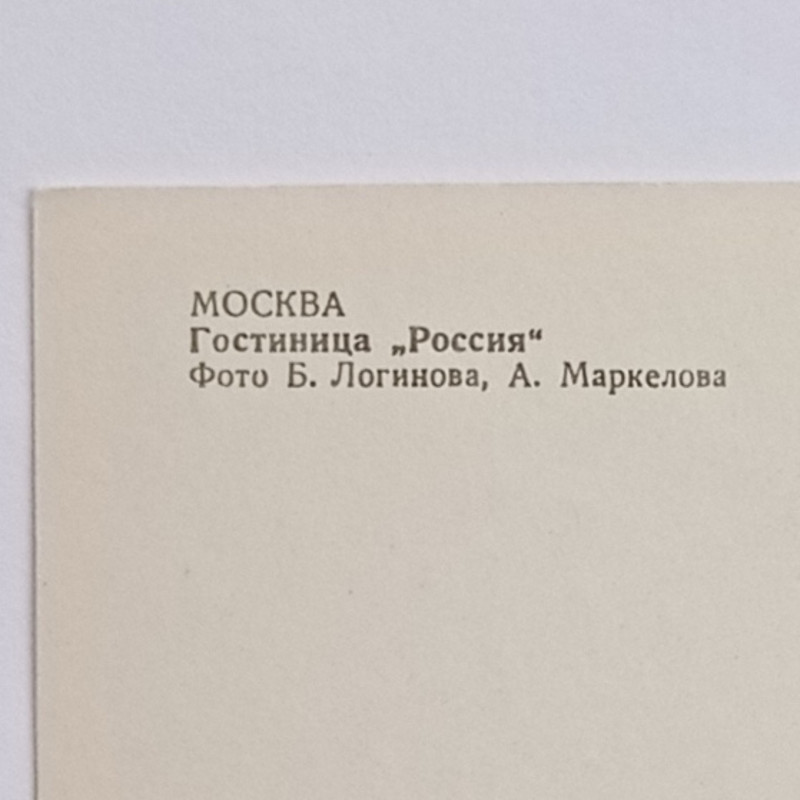 МОСКВА
Гостиница „Россия“
Фото Б. Логинова, А. Маркелова